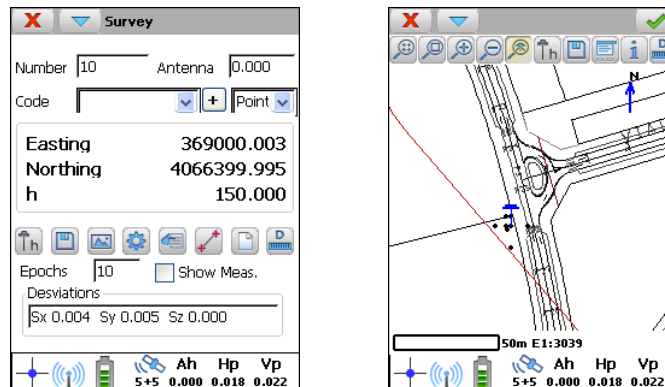 Survey
Number 10 Antenna 0.000
Code + Point
Easting 369000.003
Northing 4066399.995
h 150.000
h D
Epochs 10 Show Meas.
Desviations
Sx 0.004 Sy 0.005 Sz 0.000
Ah Hp Vp
5+5 0.000 0.018 0.022
h i D
N
50m E1:3039
Ah Hp Vp
5+5 0.000 0.018 0.022